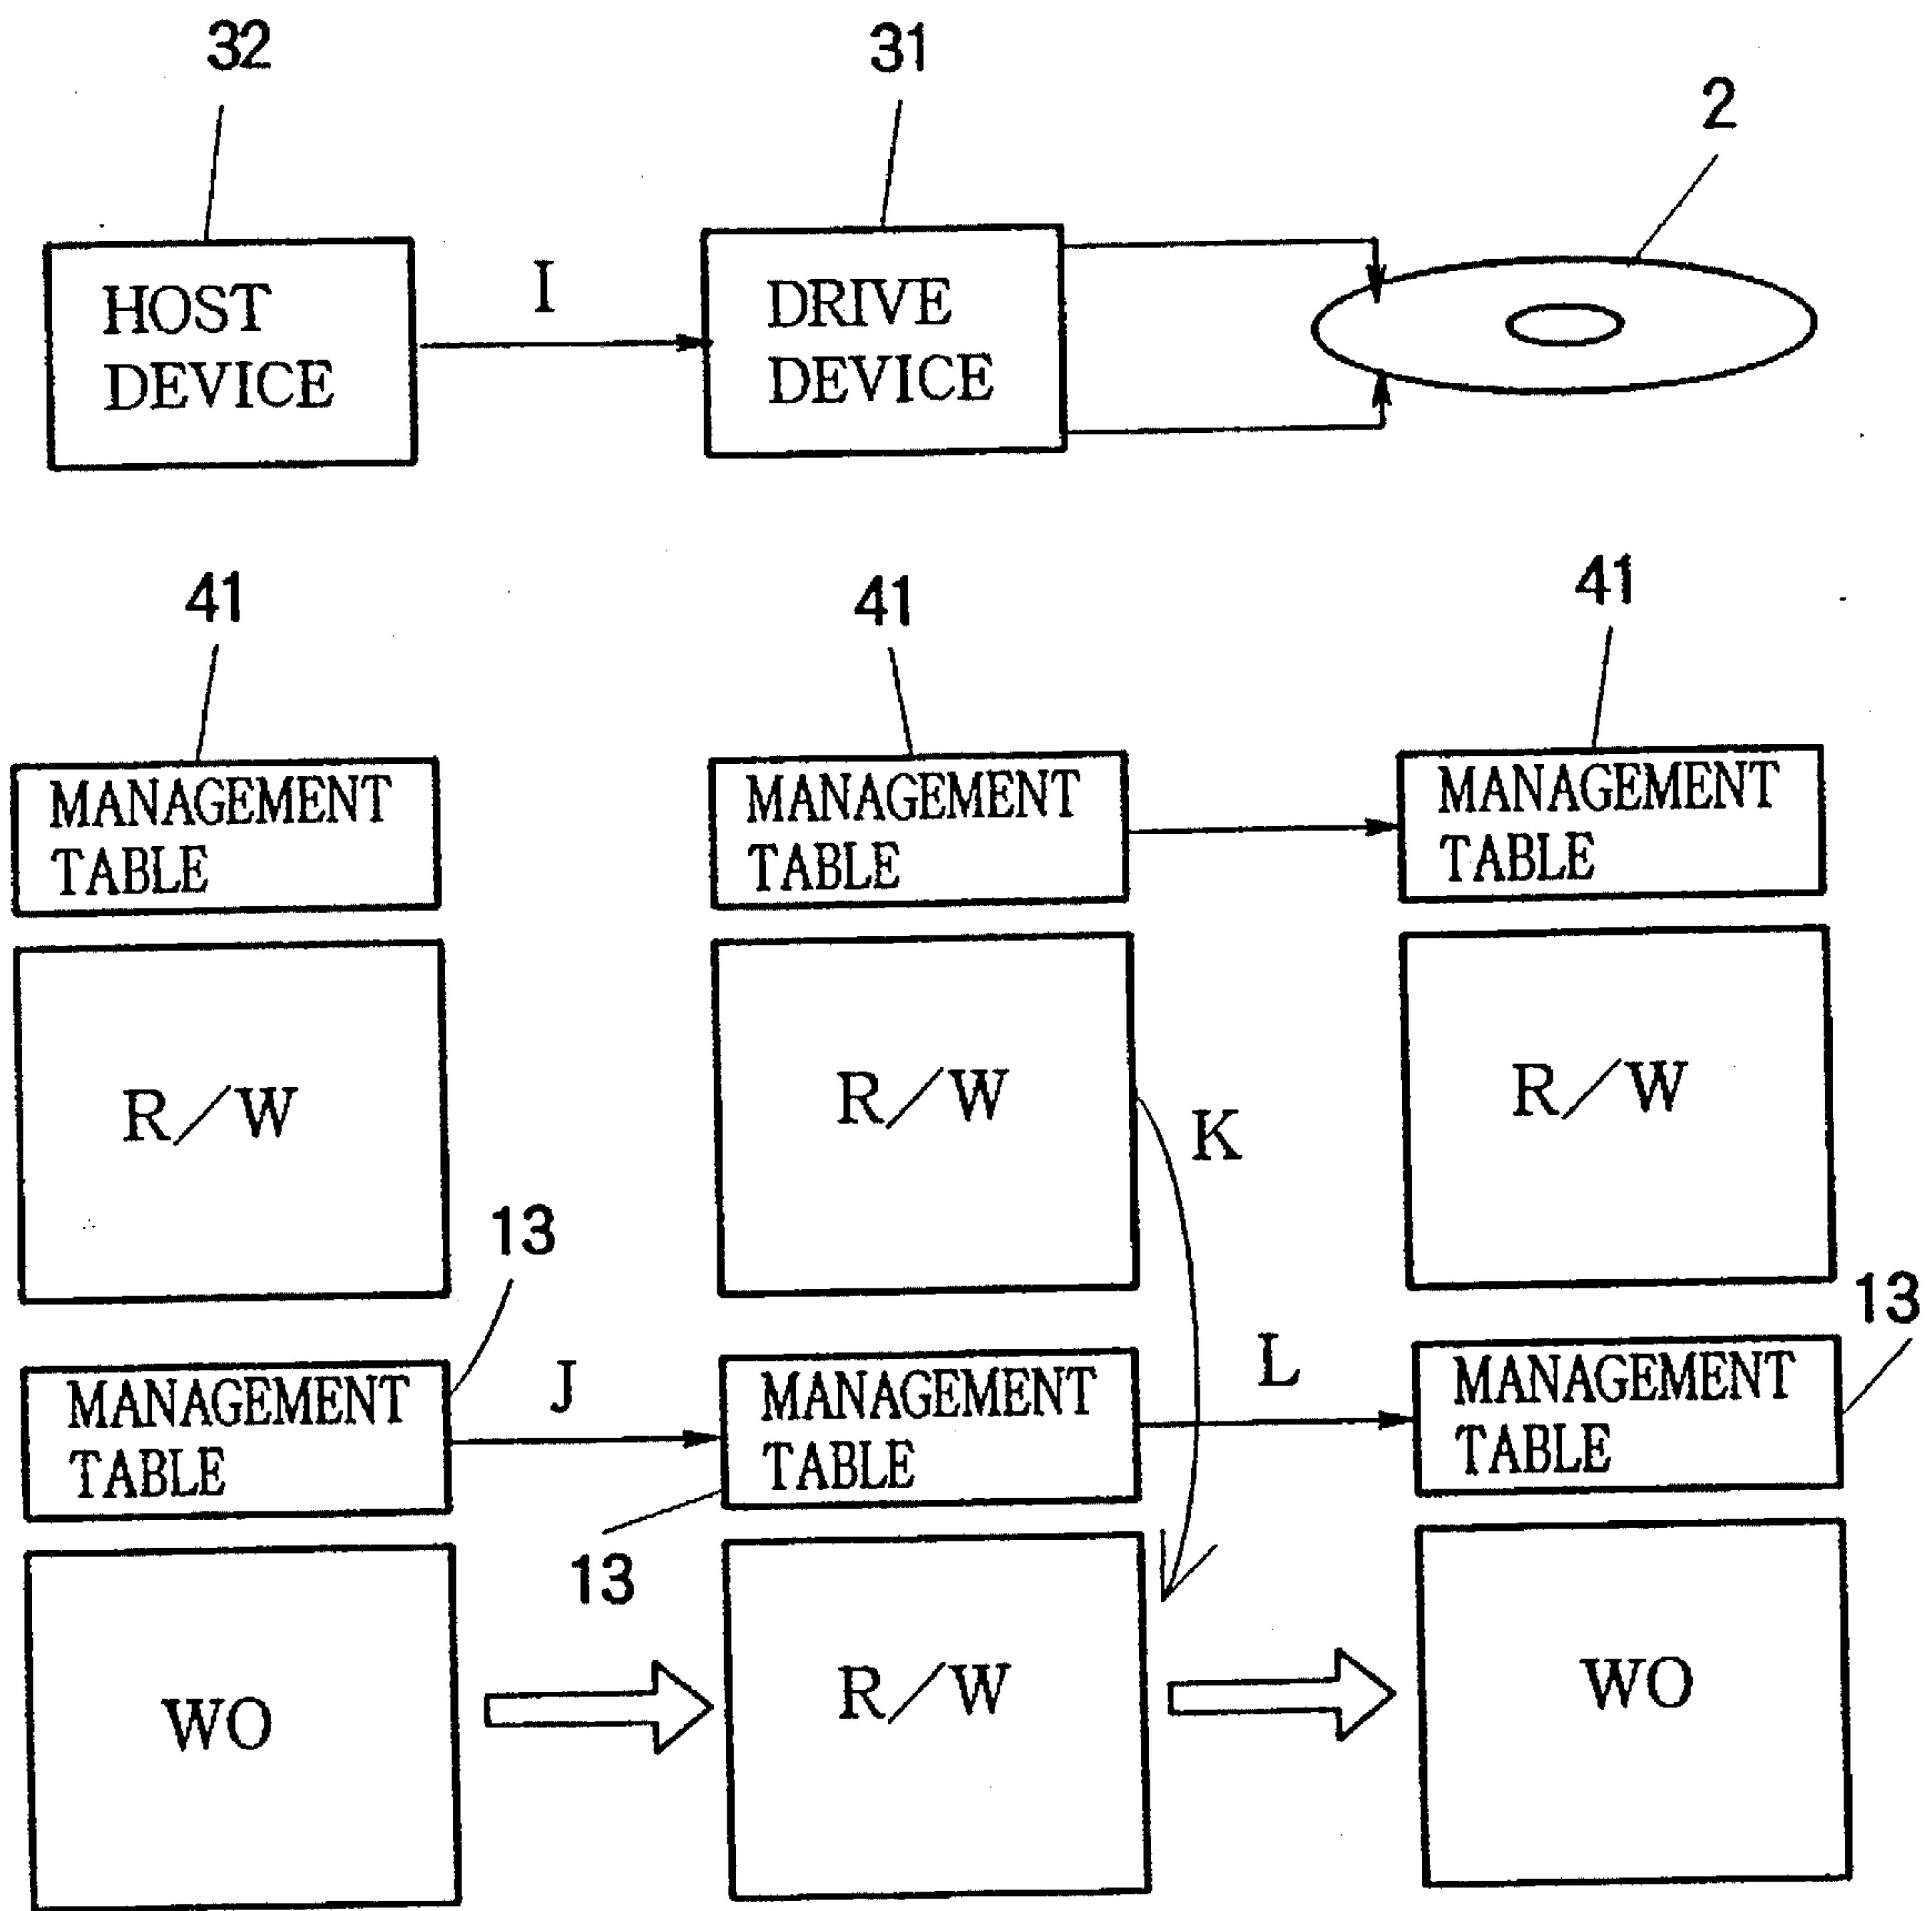 32
31
2
HOST
DEVICE
I
DRIVE
DEVICE
41
41
41
MANAGEMENT
TABLE
MANAGEMENT
TABLE
MANAGEMENT
TABLE
R/W
R/W
K
R/W
13
13
MANAGEMENT
TABLE
J
MANAGEMENT
TABLE
L
MANAGEMENT
TABLE
13
WO
R/W
WO